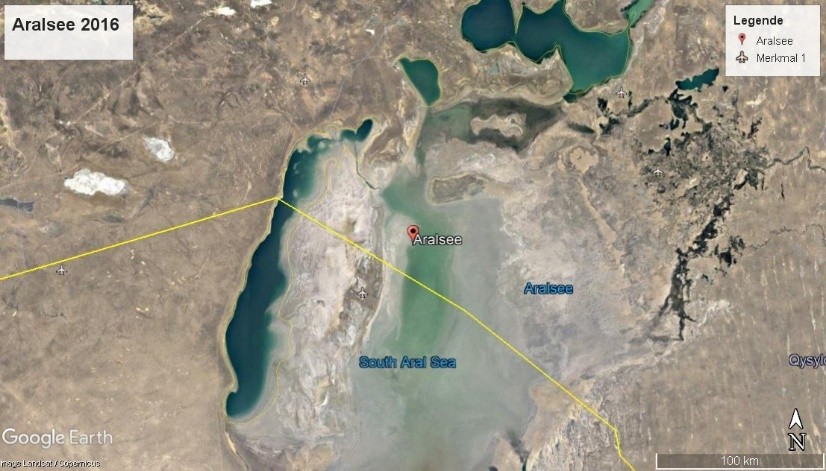 Aralsee 2016
Legende
Aralsee
Merkmal 1
Aralsee
Aralsee
South Aral Sea
Qysylo
Google Earth
Image Landsat / Copernicus
100 km
N